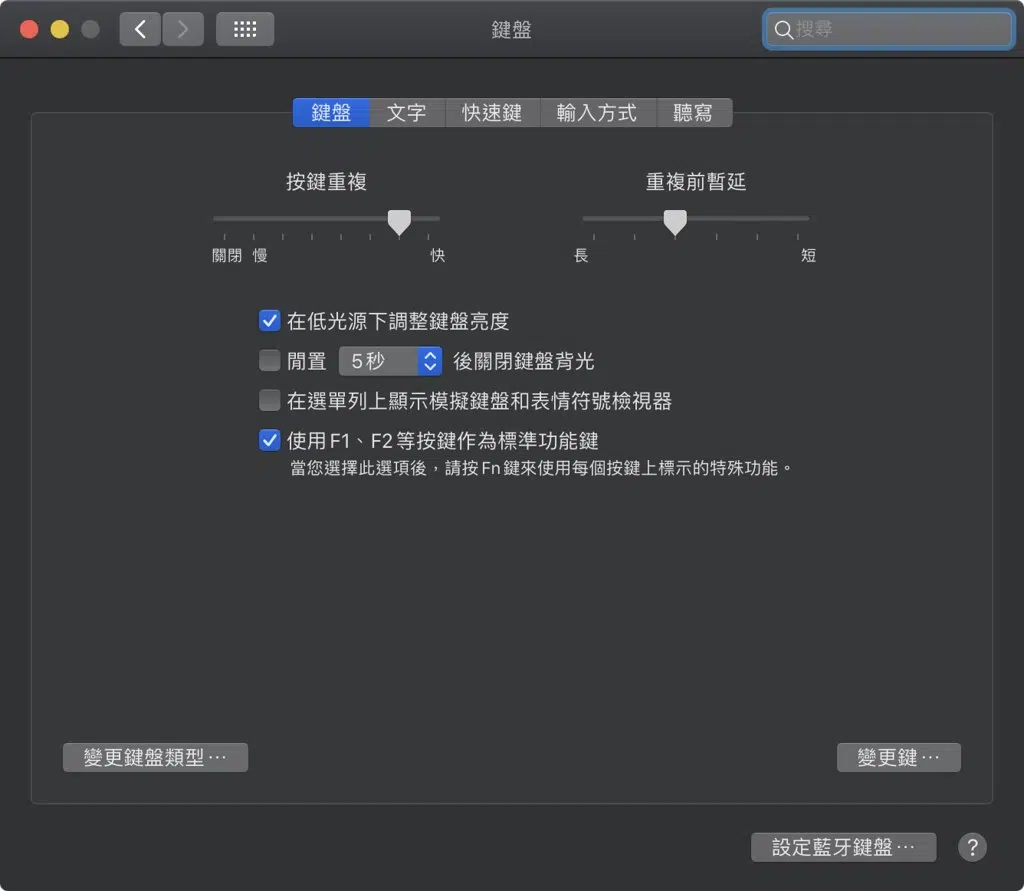 鍵盤
搜尋
鍵盤 文字 快速鍵 輸入方式 聽寫
按鍵重複 重複前暫延
關閉 慢 快 長 短
在低光源下調整鍵盤亮度
閒置 5秒 後關閉鍵盤背光
在選單列上顯示模擬鍵盤和表情符號檢視器
使用 F1、F2 等按鍵作為標準功能鍵
當您選擇此選項後，請按 Fn 鍵來使用每個按鍵上標示的特殊功能。
變更鍵盤類型⋯ 變更鍵⋯
設定藍牙鍵盤⋯ ?